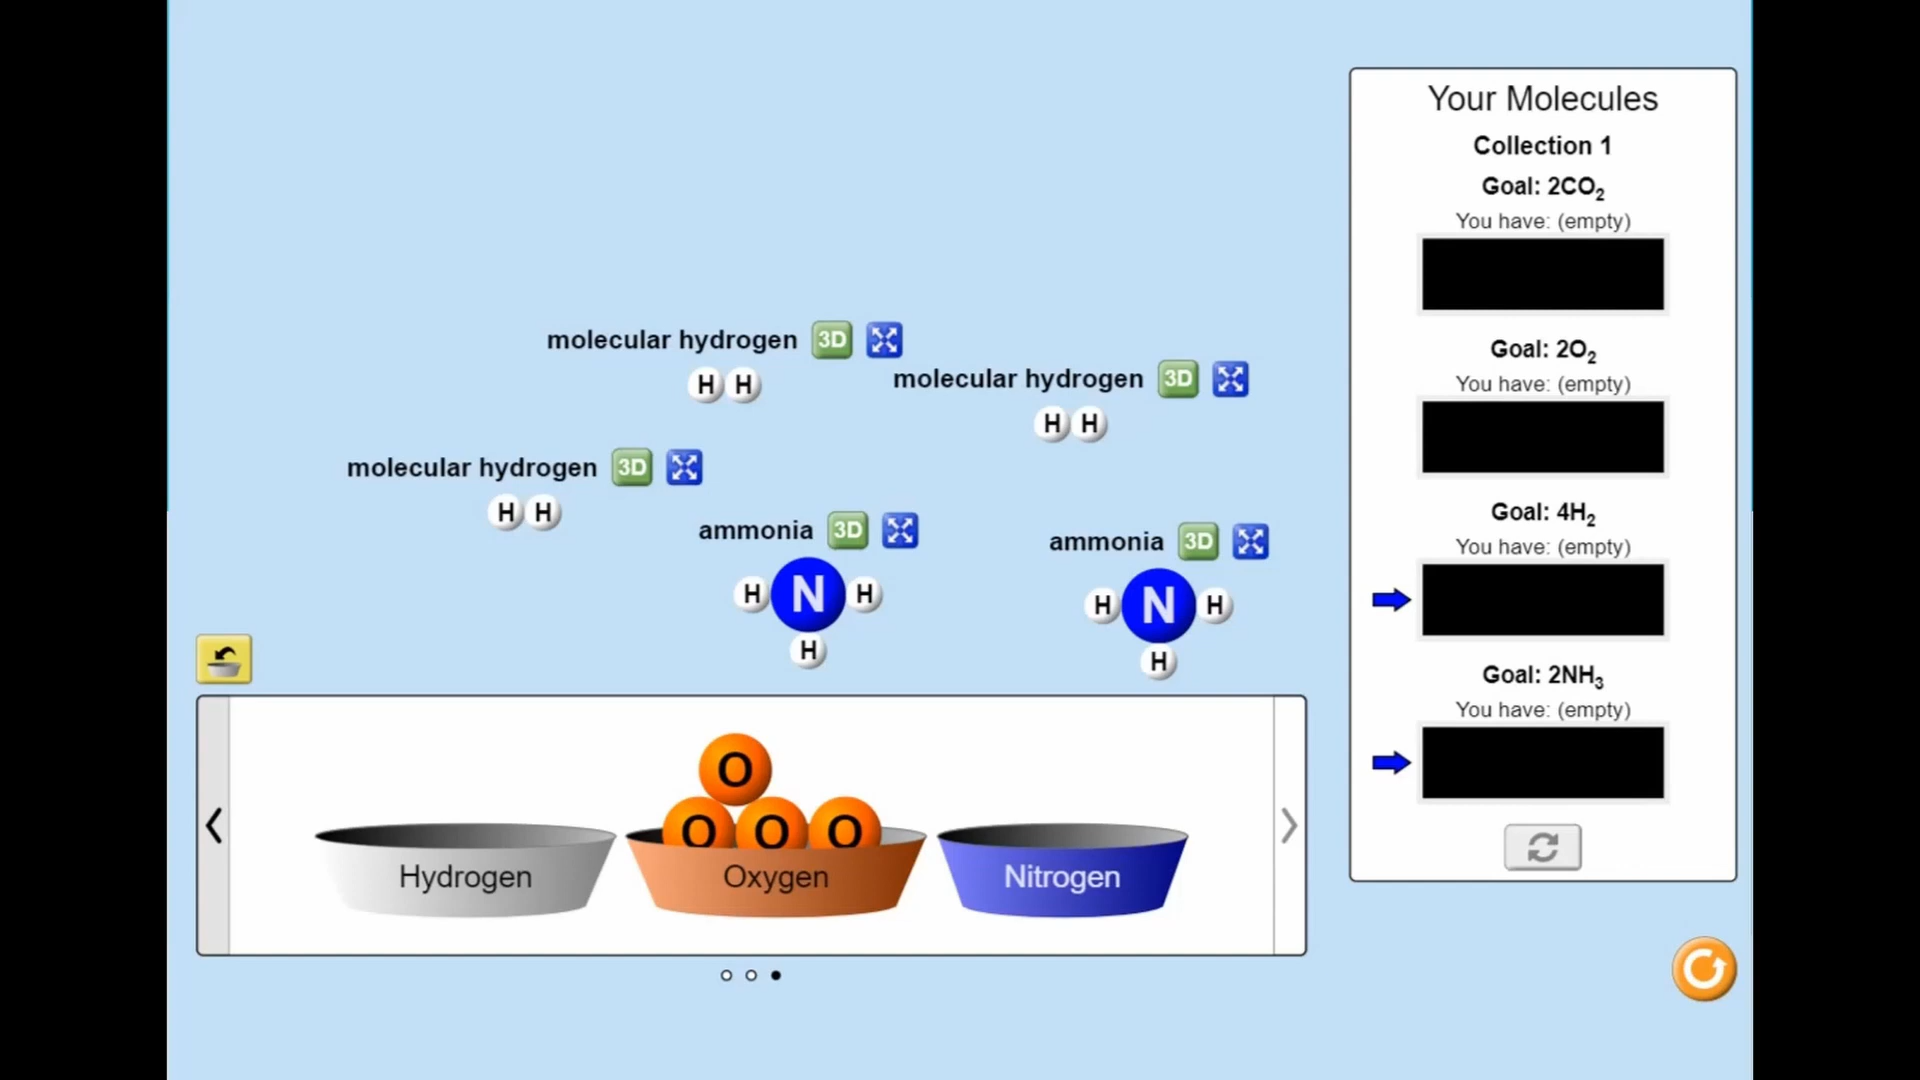 Your Molecules
Collection 1
Goal: 2CO₂
You have: (empty)
Goal: 2O₂
You have: (empty)
Goal: 4H₂
You have: (empty)
Goal: 2NH₃
You have: (empty)
molecular hydrogen 3D
H H
molecular hydrogen 3D
H H
molecular hydrogen 3D
H H
ammonia 3D
H N H
H
ammonia 3D
H N H
H
O
O O O
Hydrogen
Oxygen
Nitrogen